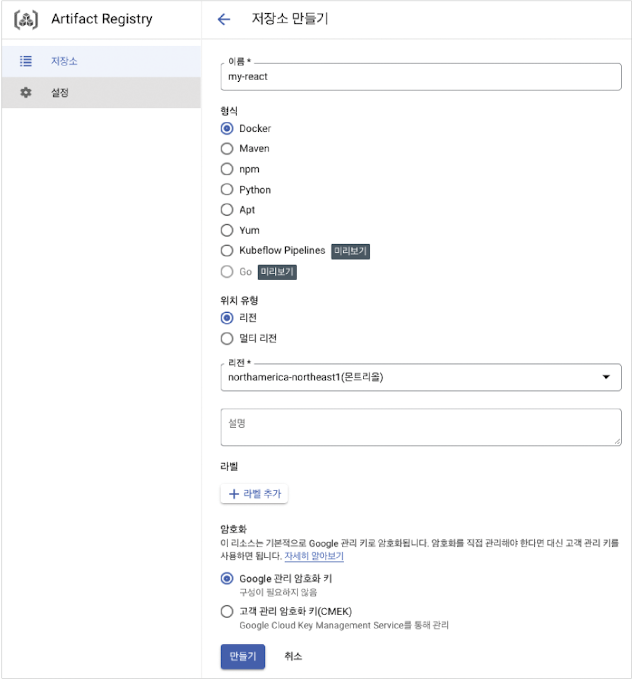 Artifact Registry
저장소 만들기
저장소
설정
이름 *
my-react
형식
Docker
Maven
npm
Python
Apt
Yum
Kubeflow Pipelines 미리보기
Go 미리보기
위치 유형
리전
멀티 리전
리전 *
northamerica-northeast1(몬트리올)
설명
라벨
+ 라벨 추가
암호화
이 리소스는 기본적으로 Google 관리 키로 암호화됩니다. 암호화를 직접 관리해야 한다면 대신 고객 관리 키를
사용하면 됩니다. 자세히 알아보기
Google 관리 암호화 키
구성이 필요하지 않음
고객 관리 암호화 키(CMEK)
Google Cloud Key Management Service를 통해 관리
만들기 취소